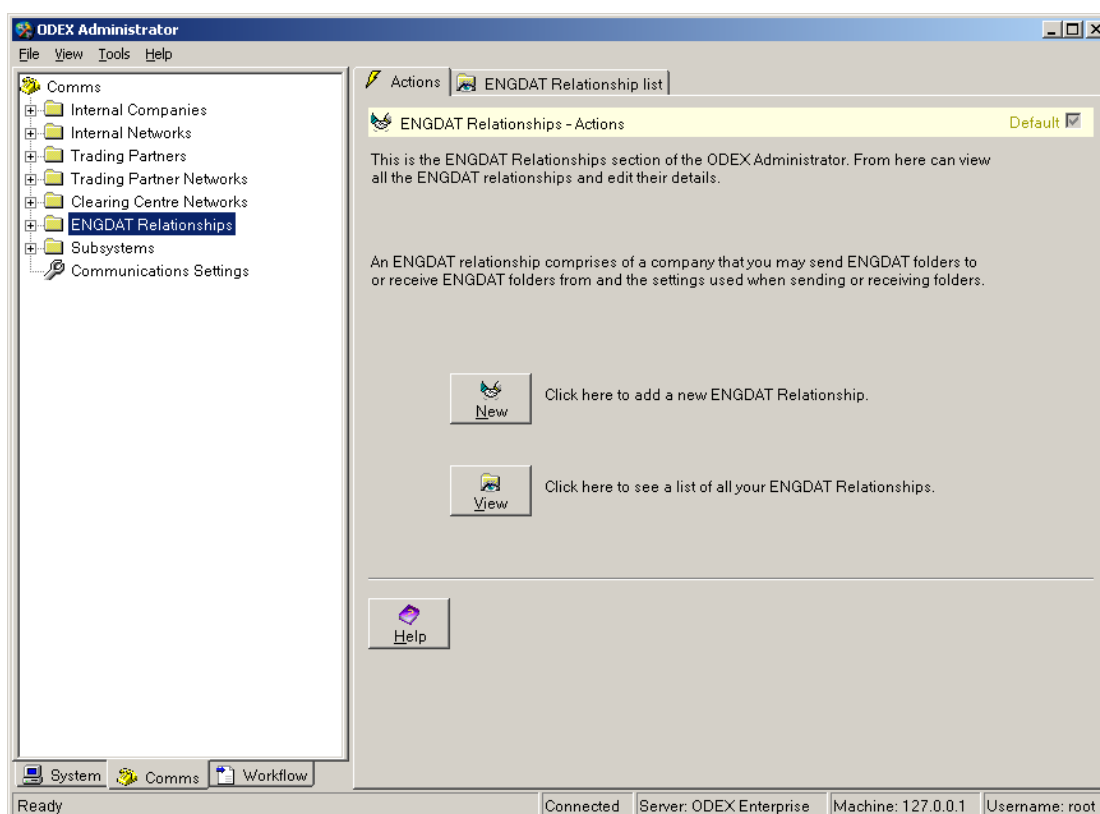 ODEX Administrator
File View Tools Help
Comms
Internal Companies
Internal Networks
Trading Partners
Trading Partner Networks
Clearing Centre Networks
ENGDAT Relationships
Subsystems
Communications Settings
System Comms Workflow
Actions ENGDAT Relationship list
ENGDAT Relationships - Actions Default
This is the ENGDAT Relationships section of the ODEX Administrator. From here can view
all the ENGDAT relationships and edit their details.
An ENGDAT relationship comprises of a company that you may send ENGDAT folders to
or receive ENGDAT folders from and the settings used when sending or receiving folders.
New Click here to add a new ENGDAT Relationship.
View Click here to see a list of all your ENGDAT Relationships.
Help
Ready Connected Server: ODEX Enterprise Machine: 127.0.0.1 Username: root